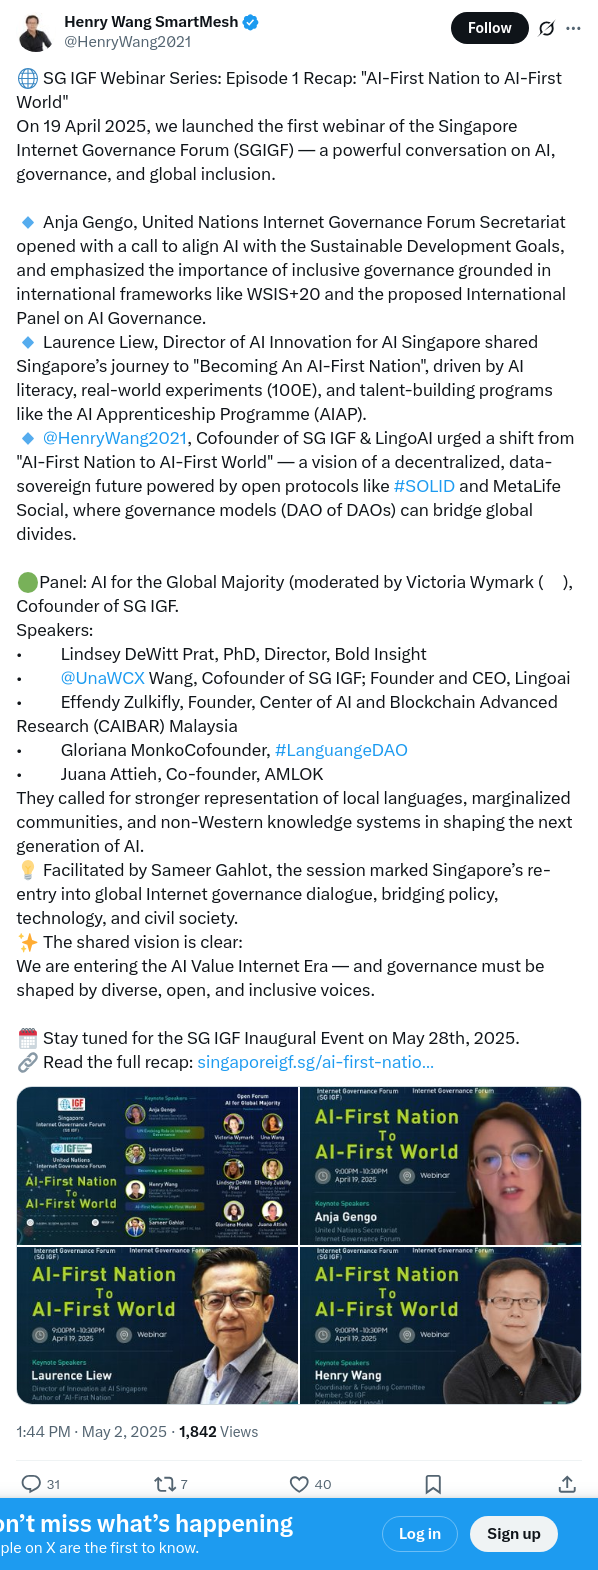 Henry Wang SmartMesh
@HenryWang2021
Follow
🌐 SG IGF Webinar Series: Episode 1 Recap: "AI-First Nation to AI-First
World"
On 19 April 2025, we launched the first webinar of the Singapore
Internet Governance Forum (SGIGF) — a powerful conversation on AI,
governance, and global inclusion.
🔹 Anja Gengo, United Nations Internet Governance Forum Secretariat
opened with a call to align AI with the Sustainable Development Goals,
and emphasized the importance of inclusive governance grounded in
international frameworks like WSIS+20 and the proposed International
Panel on AI Governance.
🔹 Laurence Liew, Director of AI Innovation for AI Singapore shared
Singapore’s journey to "Becoming An AI-First Nation", driven by AI
literacy, real-world experiments (100E), and talent-building programs
like the AI Apprenticeship Programme (AIAP).
🔹 @HenryWang2021, Cofounder of SG IGF & LingoAI urged a shift from
"AI-First Nation to AI-First World" — a vision of a decentralized, data-
sovereign future powered by open protocols like #SOLID and MetaLife
Social, where governance models (DAO of DAOs) can bridge global
divides.
🟢Panel: AI for the Global Majority (moderated by Victoria Wymark ( ),
Cofounder of SG IGF.
Speakers:
• Lindsey DeWitt Prat, PhD, Director, Bold Insight
• @UnaWCX Wang, Cofounder of SG IGF; Founder and CEO, Lingoai
• Effendy Zulkifly, Founder, Center of AI and Blockchain Advanced
Research (CAIBAR) Malaysia
• Gloriana MonkoCofounder, #LanguangeDAO
• Juana Attieh, Co-founder, AMLOK
They called for stronger representation of local languages, marginalized
communities, and non-Western knowledge systems in shaping the next
generation of AI.
💡 Facilitated by Sameer Gahlot, the session marked Singapore’s re-
entry into global Internet governance dialogue, bridging policy,
technology, and civil society.
✨ The shared vision is clear:
We are entering the AI Value Internet Era — and governance must be
shaped by diverse, open, and inclusive voices.
🗓️ Stay tuned for the SG IGF Inaugural Event on May 28th, 2025.
🔗 Read the full recap: singaporeigf.sg/ai-first-natio...
IGF
Singapore
Internet Governance Forum
(SG IGF)
IGF
United Nations
Internet Governance Forum
AI-First Nation
To
AI-First World
Keynote Speakers
Anja Gengo
Laurence Liew
Becoming an AI-First Nation
Henry Wang
AI-First Nation to AI-First World
Sameer Gahlot
Open Forum
AI for Global Majority
Victoria Wymark
Una Wang
Lindsey DeWitt
Prat
Effendy Zulkifly
Gloriana Monko
Juana Attieh
Internet Governance Forum
(SG IGF)
Internet Governance Forum
AI-First Nation
To
AI-First World
9:00PM -10:30PM
April 19, 2025
Webinar
Keynote Speakers
Anja Gengo
United Nations Secretariat
Internet Governance Forum
Internet Governance Forum
(SG IGF)
Internet Governance Forum
AI-First Nation
To
AI-First World
9:00PM -10:30PM
April 19, 2025
Webinar
Keynote Speakers
Laurence Liew
Director of Innovation at AI Singapore
Author of "AI-First Nation"
Internet Governance Forum
(SG IGF)
Internet Governance Forum
AI-First Nation
To
AI-First World
9:00PM -10:30PM
April 19, 2025
Webinar
Keynote Speakers
Henry Wang
Coordinator & Founding Committee
Member, SG IGF
Cofounder for LingoAI
1:44 PM · May 2, 2025 · 1,842 Views
31
7
40
on’t miss what’s happening
ple on X are the first to know.
Log in
Sign up